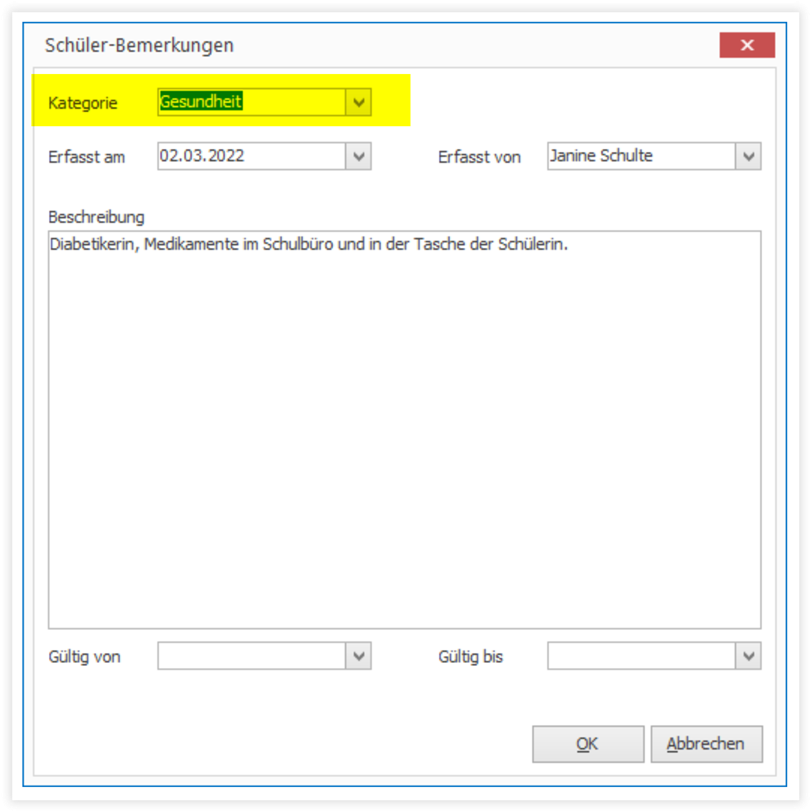 Schüler-Bemerkungen
Kategorie Gesundheit
Erfasst am 02.03.2022 Erfasst von Janine Schulte
Beschreibung
Diabetikerin, Medikamente im Schulbüro und in der Tasche der Schülerin.
Gültig von Gültig bis
OK Abbrechen